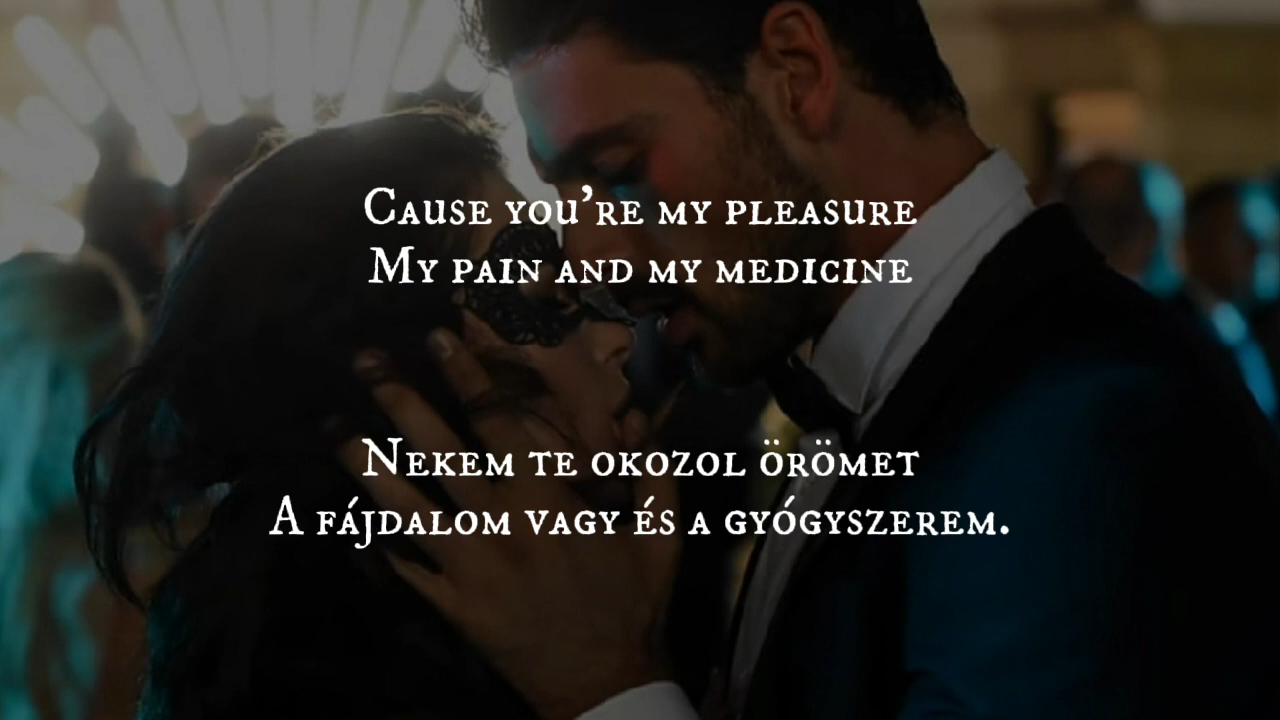 Cause you're my pleasure
My pain and my medicine
Nekem te okozol örömet
A fájdalom vagy és a gyógyszerem.